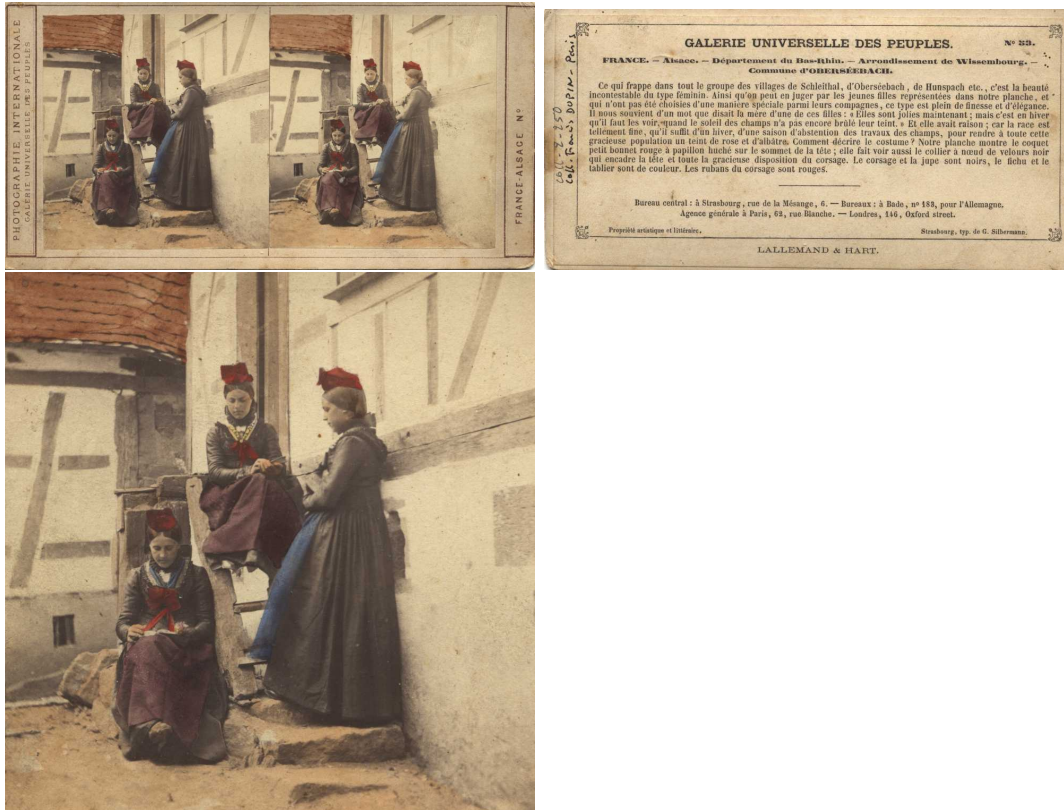 PHOTOGRAPHIE INTERNATIONALE
GALERIE UNIVERSELLE DES PEUPLES
FRANCE-ALSACE Nº
GALERIE UNIVERSELLE DES PEUPLES.
Nº 33.
FRANCE. — Alsace. — Département du Bas-Rhin. — Arrondissement de Wissembourg. —
Commune d'OBERSÉEBACH.
Ce qui frappe dans tout le groupe des villages de Schleithal, d'Oberséebach, de Hunspach etc., c'est la beauté
incontestable du type féminin. Ainsi qu'on peut en juger par les jeunes filles représentées dans notre planche, et
qui n'ont pas été choisies d'une manière spéciale parmi leurs compagnes, ce type est plein de finesse et d'élégance.
Il nous souvient d'un mot que disait la mère d'une de ces filles : « Elles sont jolies maintenant ; mais c'est en hiver
qu'il faut les voir, quand le soleil des champs n'a pas encore brûlé leur teint. » Et elle avait raison ; car la race est
tellement fine, qu'il suffit d'un hiver, d'une saison d'abstention des travaux des champs, pour rendre à toute cette
gracieuse population un teint de rose et d'albâtre. Comment décrire le costume ? Notre planche montre le coquet
petit bonnet rouge à papillon huché sur le sommet de la tête ; elle fait voir aussi le collier à nœud de velours noir
qui encadre la tête et toute la gracieuse disposition du corsage. Le corsage et la jupe sont noirs, le fichu et le
tablier sont de couleur. Les rubans du corsage sont rouges.
Bureau central : à Strasbourg, rue de la Mésange, 6. — Bureaux : à Bade, nº 183, pour l'Allemagne.
Agence générale à Paris, 62, rue Blanche. — Londres, 146, Oxford street.
Propriété artistique et littéraire.
Strasbourg, typ. de G. Silbermann.
LALLEMAND & HART.
Coll. Francis DUPIN - Paris